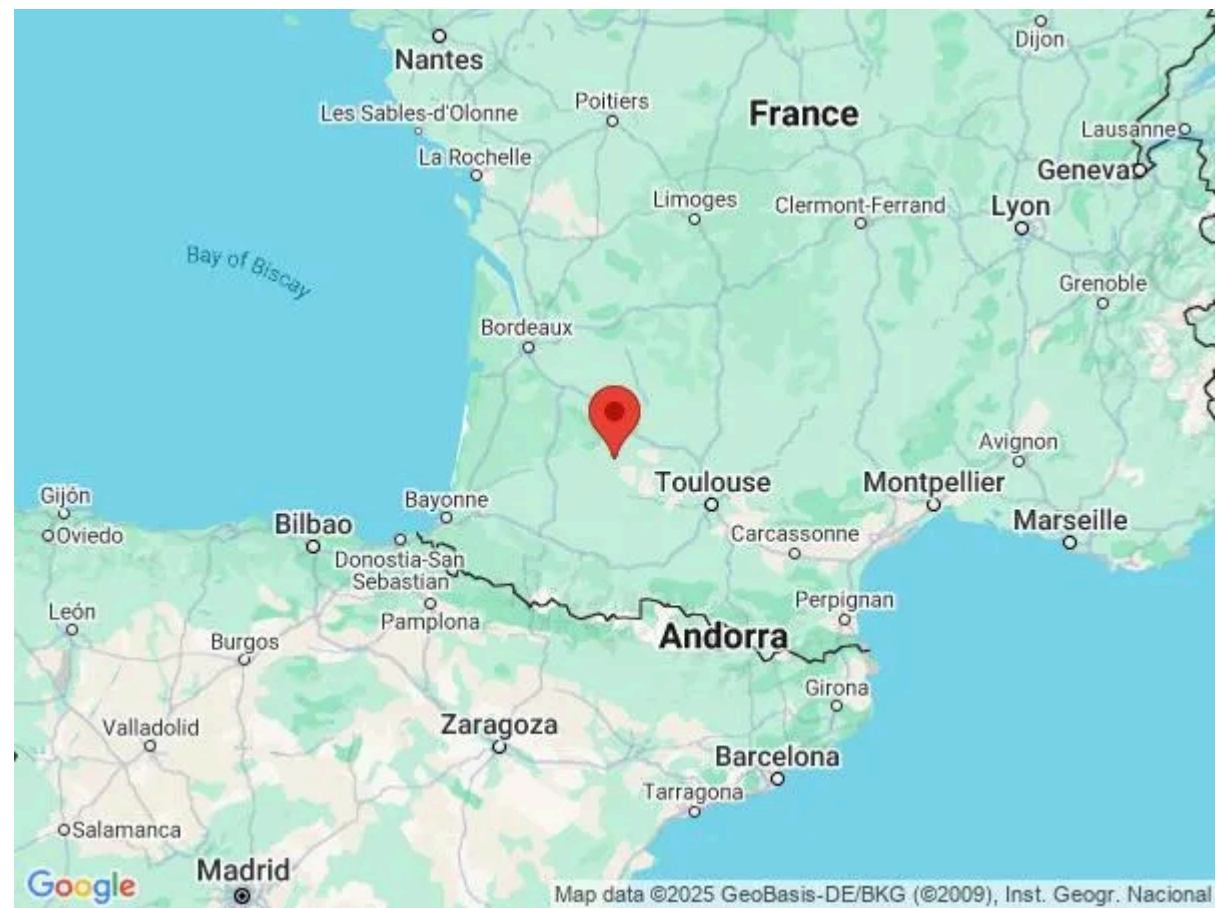 Nantes
Dijon
Les Sables-d'Olonne
Poitiers
France
Lausanne
La Rochelle
Geneva
Limoges
Clermont-Ferrand
Lyon
Bay of Biscay
Grenoble
Bordeaux
Avignon
Gijón
Bayonne
Toulouse
Montpellier
Oviedo
Bilbao
Carcassonne
Marseille
Donostia-San
Sebastian
León
Pamplona
Perpignan
Burgos
Andorra
Girona
Valladolid
Zaragoza
Barcelona
Tarragona
Salamanca
Madrid
Google
Map data ©2025 GeoBasis-DE/BKG (©2009), Inst. Geogr. Nacional